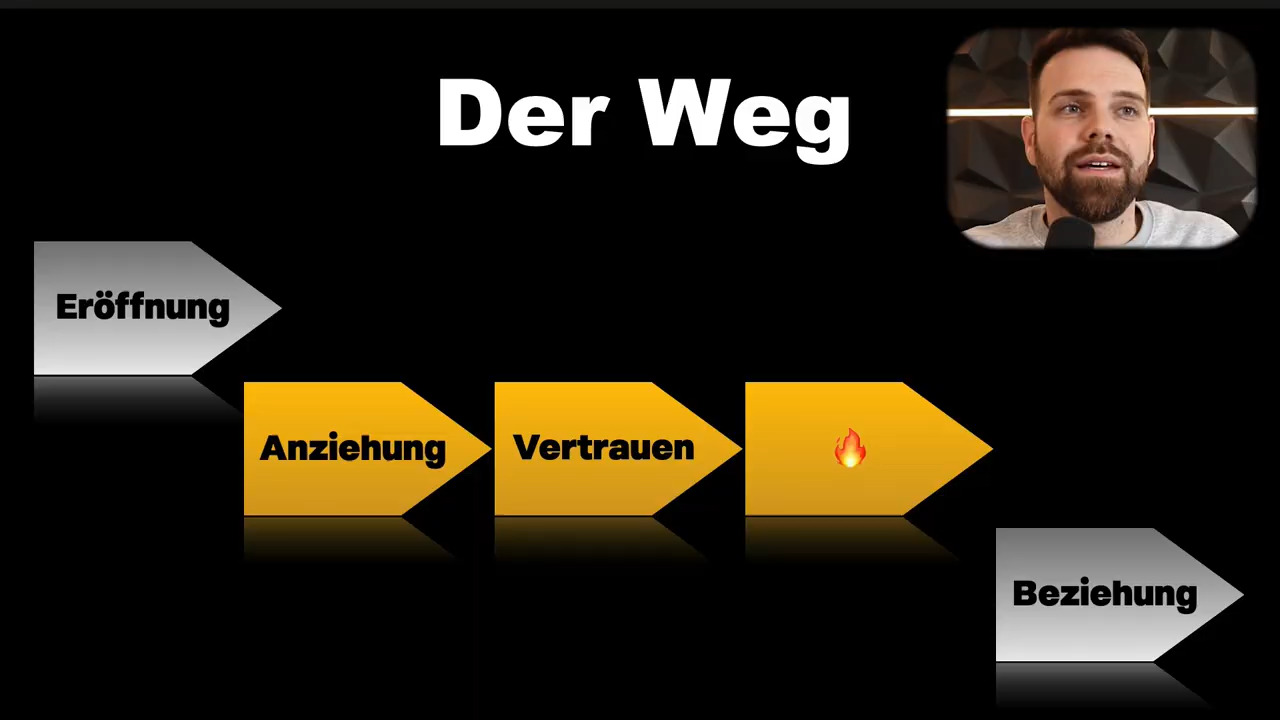 Der Weg
Eröffnung
Anziehung
Vertrauen
🔥
Beziehung